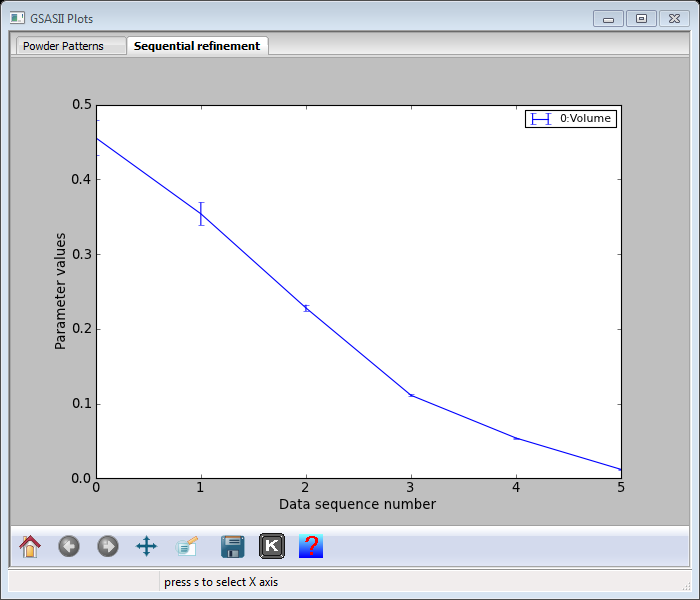 GSASII Plots
Powder Patterns
Sequential refinement
0.5
0.4
0.3
0.2
0.1
0.0
Parameter values
0:Volume
0 1 2 3 4 5
Data sequence number
K
?
press s to select X axis